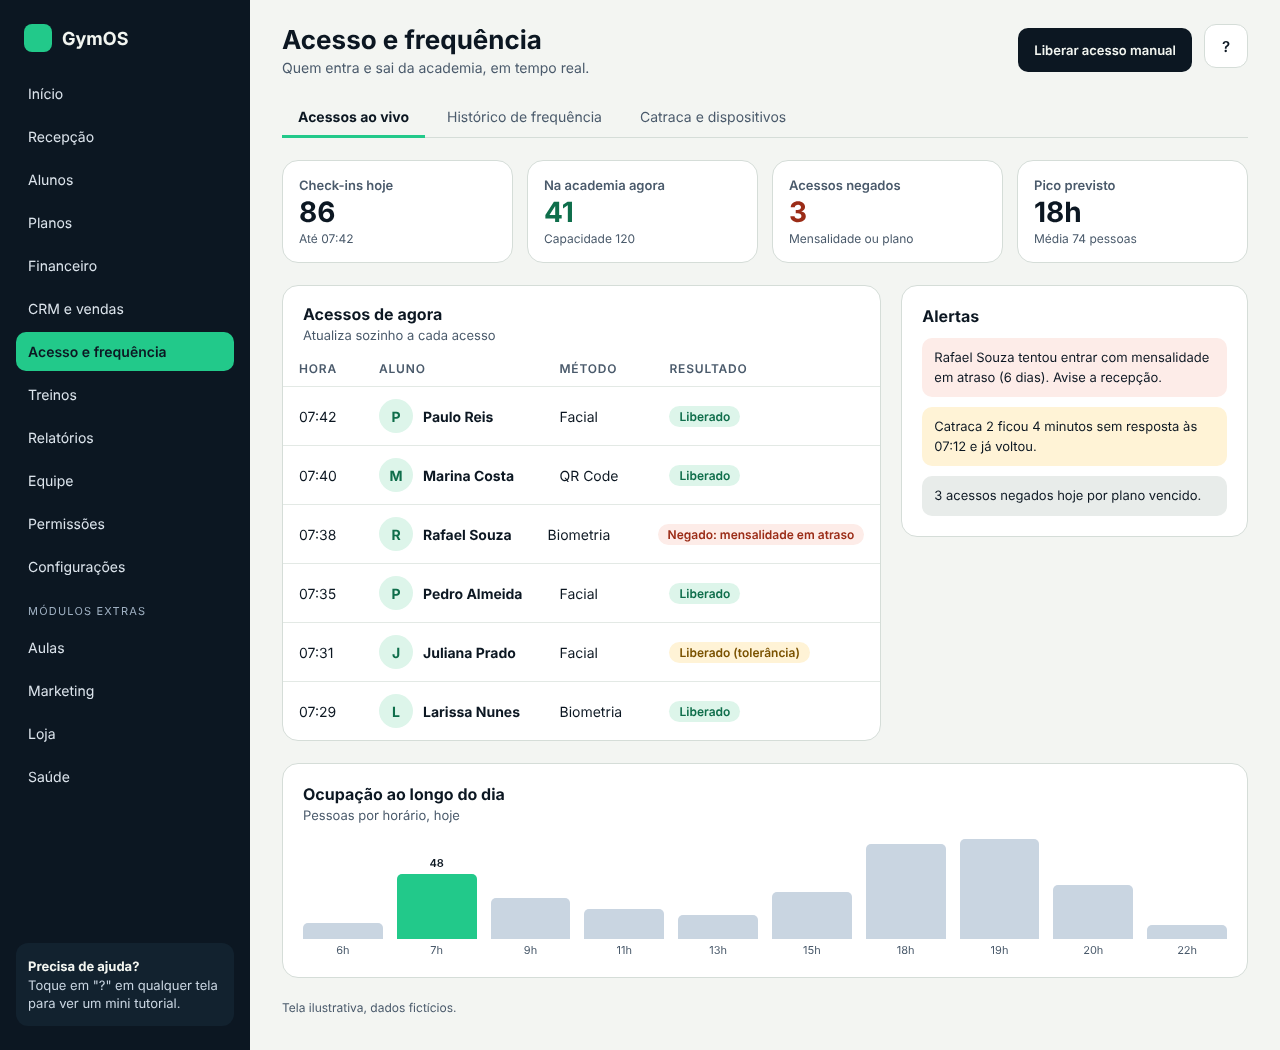 GymOS
Início
Recepção
Alunos
Planos
Financeiro
CRM e vendas
Acesso e frequência
Treinos
Relatórios
Equipe
Permissões
Configurações
MÓDULOS EXTRAS
Aulas
Marketing
Loja
Saúde
Precisa de ajuda?
Toque em "?" em qualquer tela
para ver um mini tutorial.
Acesso e frequência
Quem entra e sai da academia, em tempo real.
Liberar acesso manual
?
Acessos ao vivo
Histórico de frequência
Catraca e dispositivos
Check-ins hoje
86
Até 07:42
Na academia agora
41
Capacidade 120
Acessos negados
3
Mensalidade ou plano
Pico previsto
18h
Média 74 pessoas
Acessos de agora
Atualiza sozinho a cada acesso
HORA ALUNO MÉTODO RESULTADO
07:42 P Paulo Reis Facial Liberado
07:40 M Marina Costa QR Code Liberado
07:38 R Rafael Souza Biometria Negado: mensalidade em atraso
07:35 P Pedro Almeida Facial Liberado
07:31 J Juliana Prado Facial Liberado (tolerância)
07:29 L Larissa Nunes Biometria Liberado
Alertas
Rafael Souza tentou entrar com mensalidade
em atraso (6 dias). Avise a recepção.
Catraca 2 ficou 4 minutos sem resposta às
07:12 e já voltou.
3 acessos negados hoje por plano vencido.
Ocupação ao longo do dia
Pessoas por horário, hoje
48
6h 7h 9h 11h 13h 15h 18h 19h 20h 22h
Tela ilustrativa, dados fictícios.